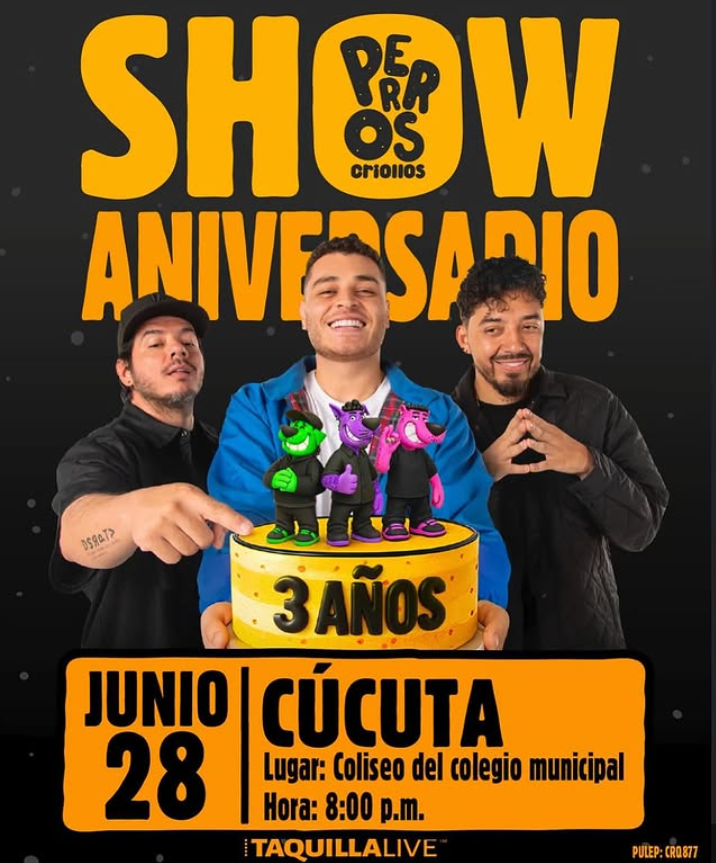 SHOW
PERROS
criollos
ANIVERSARIO
3 AÑOS
JUNIO
28
CÚCUTA
Lugar: Coliseo del colegio municipal
Hora: 8:00 p.m.
TAQUILLALIVE
PULEP: CRQ877